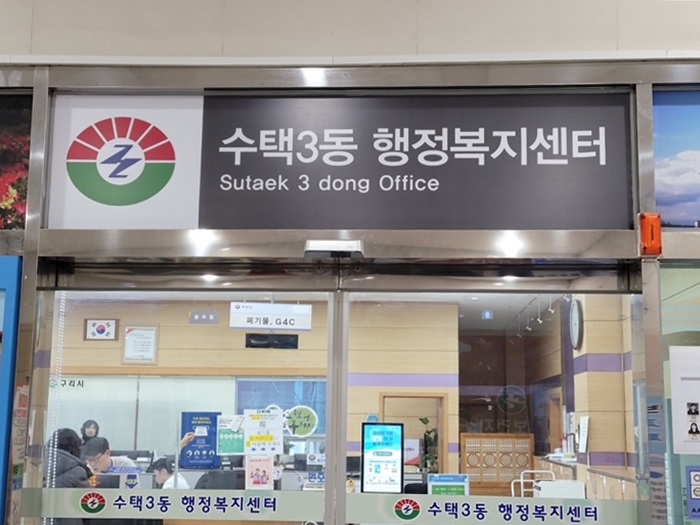 수택3동 행정복지센터
Sutaek 3 dong Office
폐기물, G4C
구리시
수택3동 행정복지센터
수택3동 행정복지센터